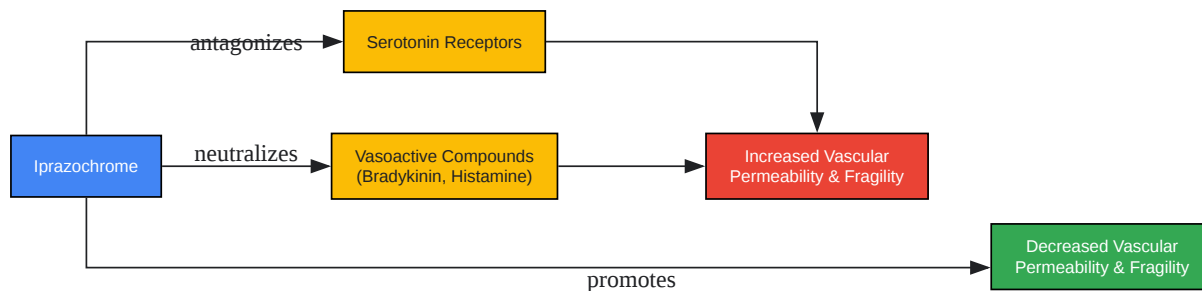 antagonizes
Serotonin Receptors
Iprazochrome
neutralizes
Vasoactive Compounds
(Bradykinin, Histamine)
Increased Vascular
Permeability & Fragility
Decreased Vascular
Permeability & Fragility
promotes